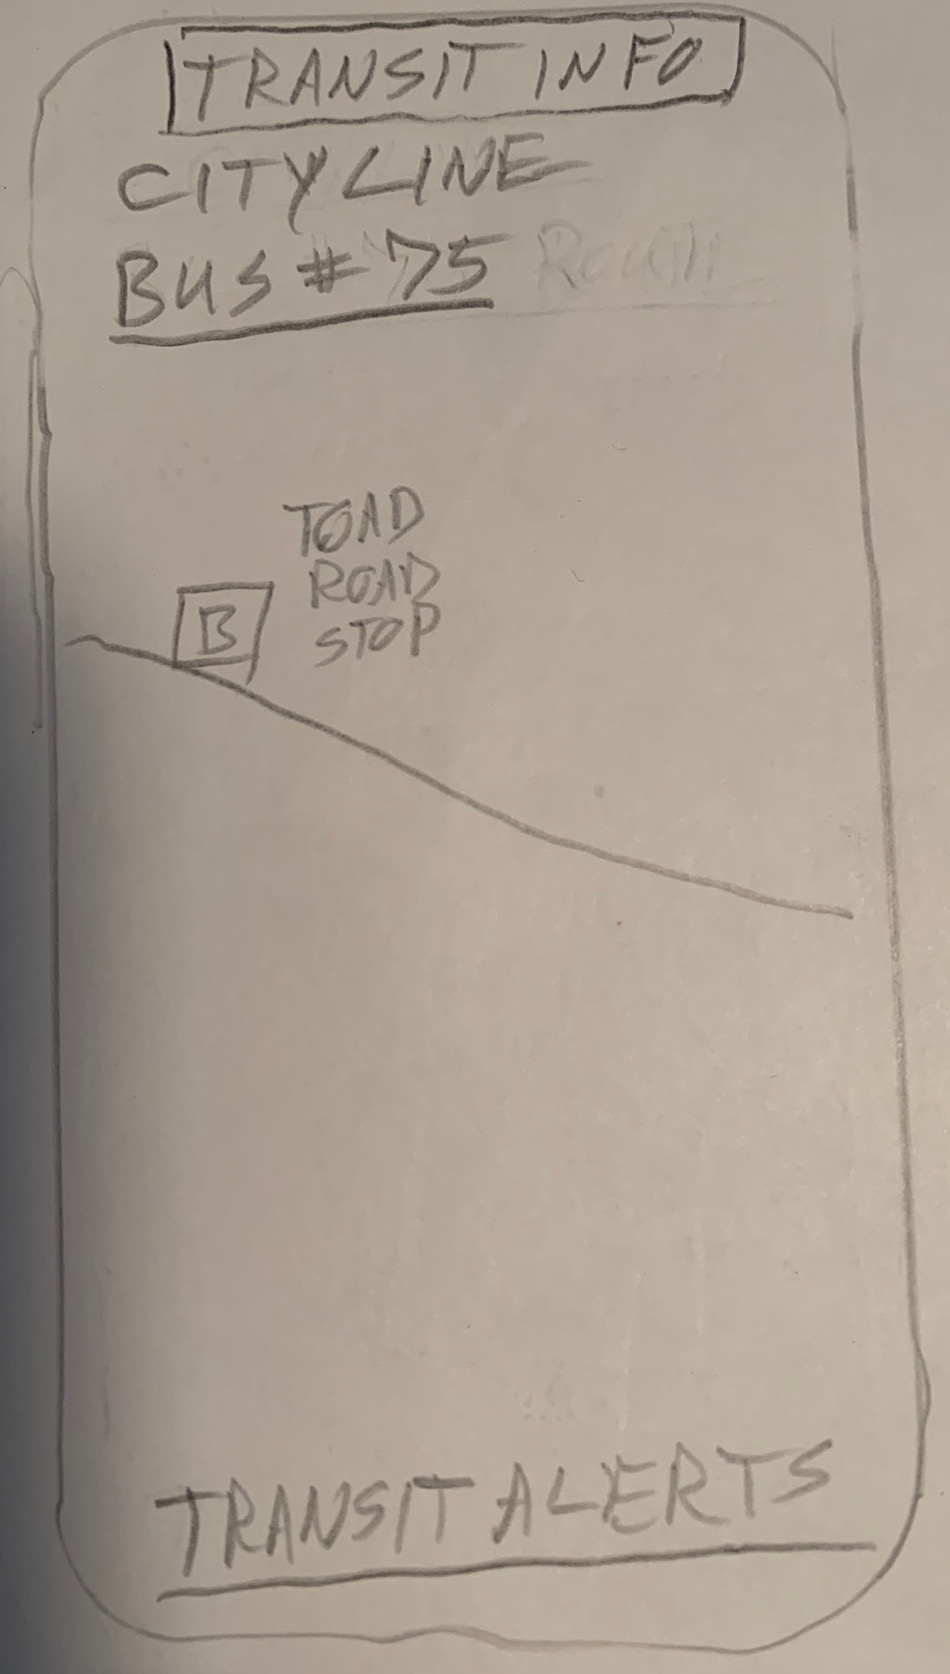 TRANSIT INFO
CITY LINE
BUS # 75
TOAD
ROAD
STOP
B
TRANSIT ALERTS